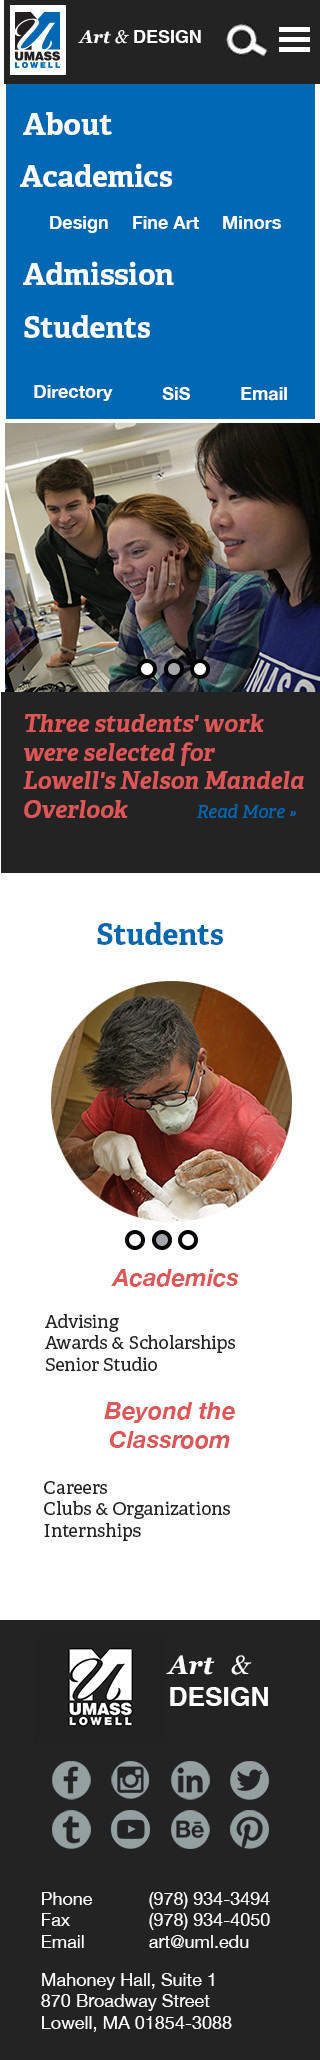 UMASS
LOWELL
Art & DESIGN
About
Academics
Design Fine Art Minors
Admission
Students
Directory SiS Email
Three students' work
were selected for
Lowell's Nelson Mandela
Overlook Read More »
Students
Academics
Advising
Awards & Scholarships
Senior Studio
Beyond the
Classroom
Careers
Clubs & Organizations
Internships
UMASS
LOWELL
Art &
DESIGN
Bē
Phone (978) 934-3494
Fax (978) 934-4050
Email art@uml.edu
Mahoney Hall, Suite 1
870 Broadway Street
Lowell, MA 01854-3088